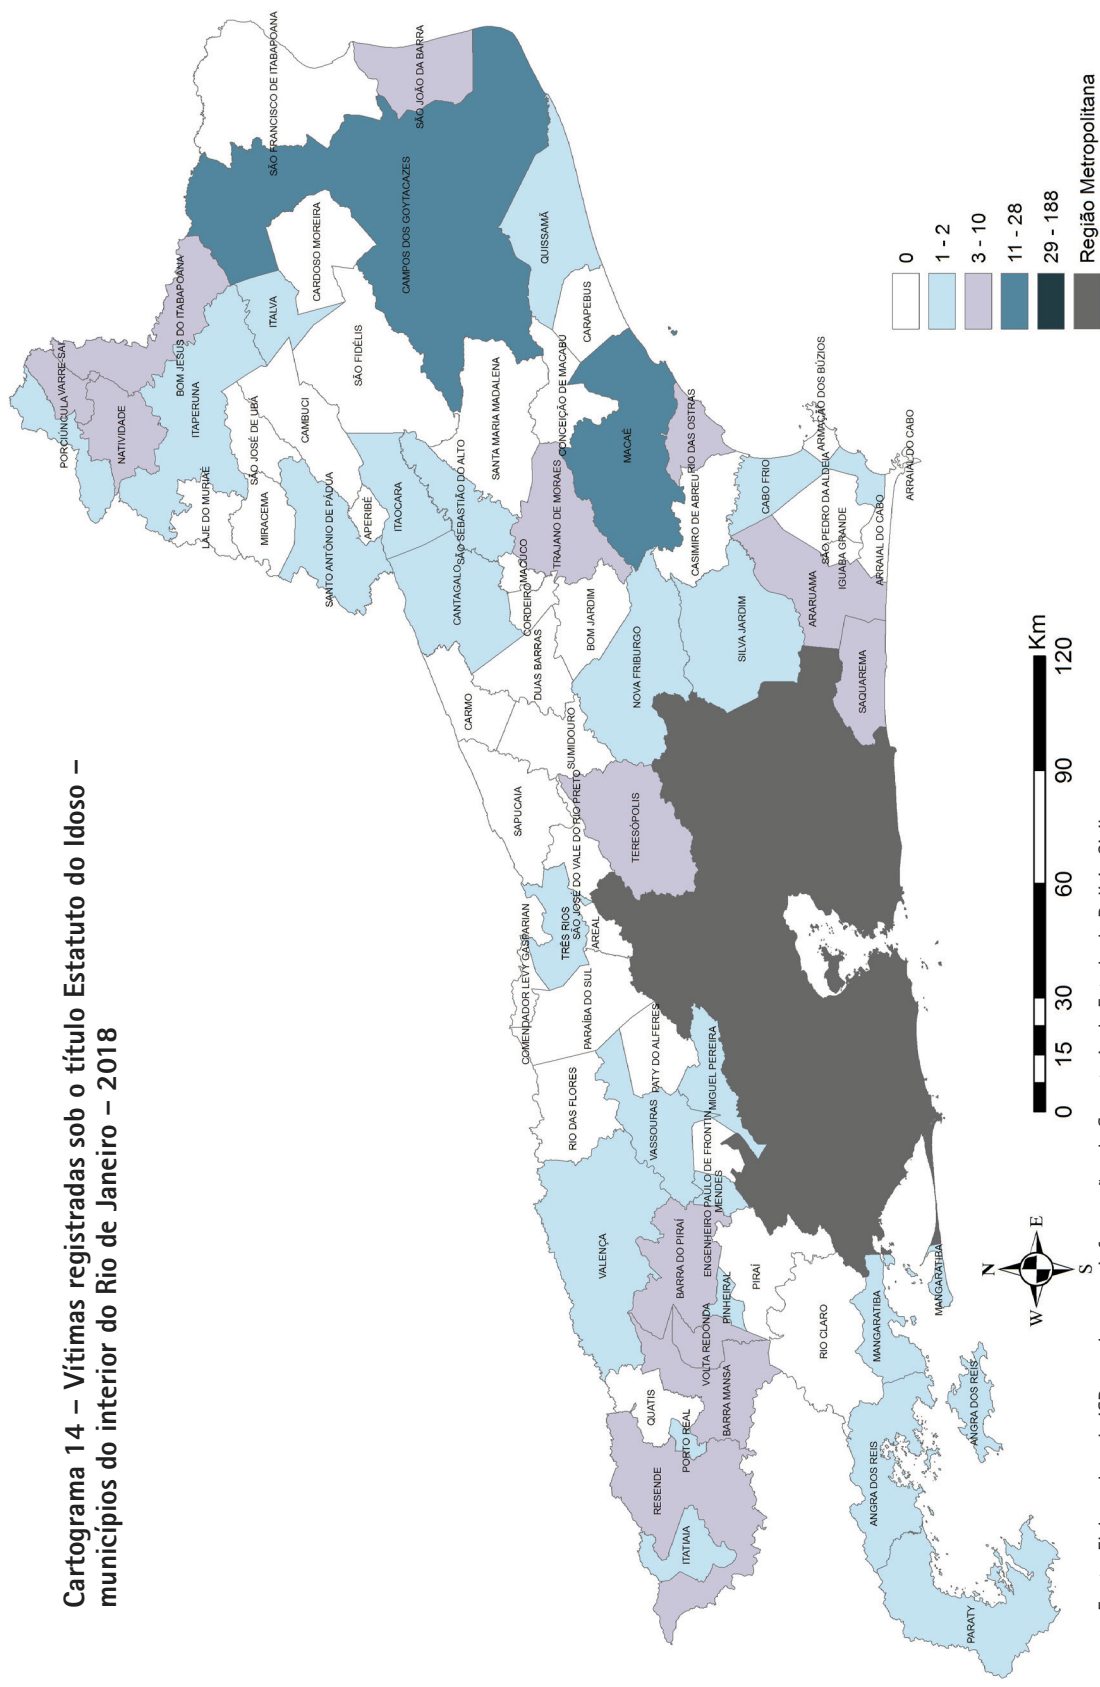 Cartograma 14 – Vítimas registradas sob o título Estatuto do Idoso –
municípios do interior do Rio de Janeiro – 2018
PORCIÚNCULA
VARRE-SAI
NATIVIDADE
BOM JESUS DO ITABAPOANA
ITAPERUNA
SÃO FRANCISCO DE ITABAPOANA
LAJE DO MURIAÉ
SÃO JOSÉ DE UBÁ
ITALVA
CARDOSO MOREIRA
MIRACEMA
CAMBUCI
SANTO ANTÔNIO DE PÁDUA
SÃO FIDÉLIS
CAMPOS DOS GOYTACAZES
SÃO JOÃO DA BARRA
APERIBÉ
ITAOCARA
CANTAGALO
SÃO SEBASTIÃO DO ALTO
SANTA MARIA MADALENA
QUISSAMÃ
CARMO
CORDEIRO
MACUCO
TRAJANO DE MORAES
CONCEIÇÃO DE MACABU
CARAPEBUS
SAPUCAIA
DUAS BARRAS
SUMIDOURO
BOM JARDIM
MACAÉ
COMENDADOR LEVY GASPARIAN
TRÊS RIOS
SÃO JOSÉ DO VALE DO RIO PRETO
AREAL
PARAÍBA DO SUL
RIO DAS FLORES
VALENÇA
TERESÓPOLIS
NOVA FRIBURGO
CASIMIRO DE ABREU
RIO DAS OSTRAS
PATY DO ALFERES
VASSOURAS
MIGUEL PEREIRA
ENGENHEIRO PAULO DE FRONTIN
MENDES
BARRA DO PIRAÍ
PINHEIRAL
PIRAÍ
VOLTA REDONDA
BARRA MANSA
QUATIS
PORTO REAL
RESENDE
ITATIAIA
SILVA JARDIM
CABO FRIO
ARMAÇÃO DOS BÚZIOS
SÃO PEDRO DA ALDEIA
IGUABA GRANDE
ARARUAMA
SAQUAREMA
ARRAIAL DO CABO
ARRAIAL DO CABO
RIO CLARO
MANGARATIBA
MANGARATIBA
ANGRA DOS REIS
ANGRA DOS REIS
PARATY
N
W
E
S
0 15 30 60 90 120
Km
0
1 - 2
3 - 10
11 - 28
29 - 188
Região Metropolitana